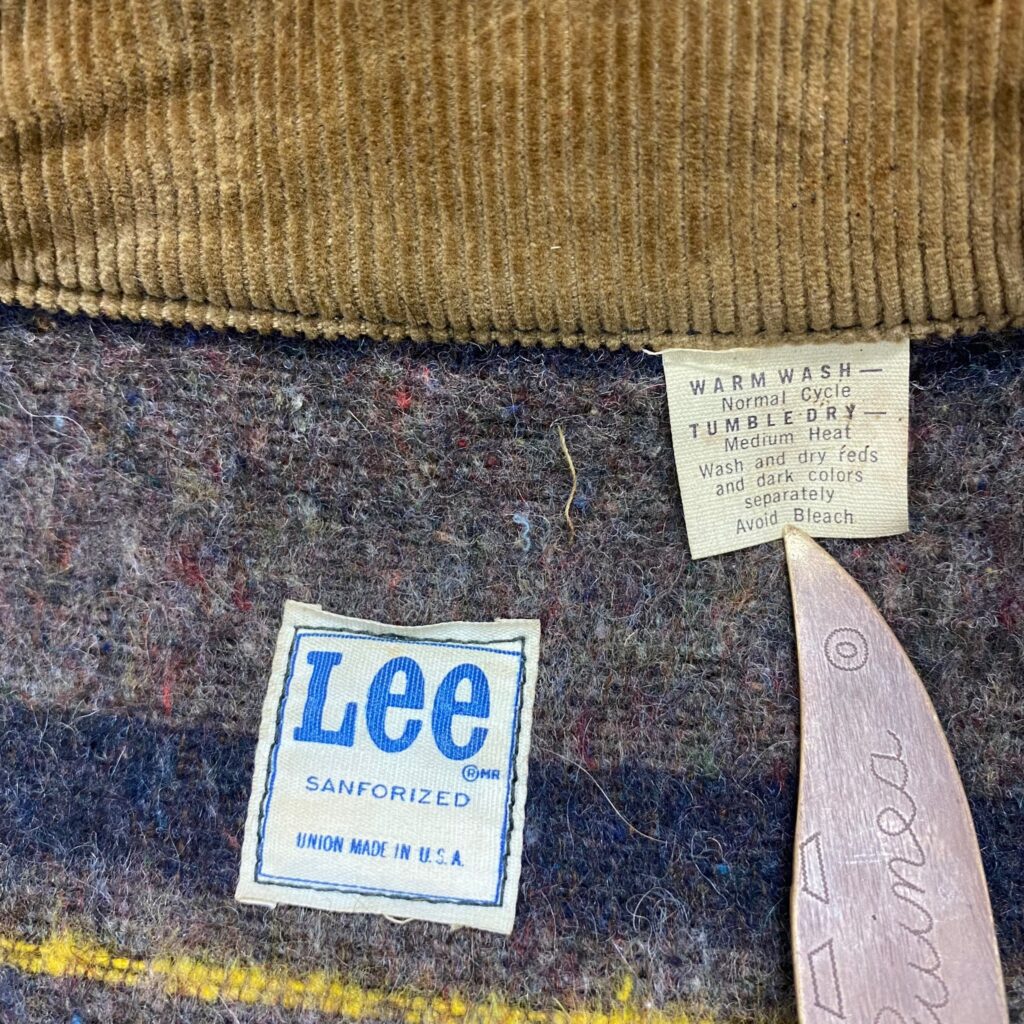 WARM WASH—
Normal Cycle
TUMBLE DRY—
Medium Heat
Wash and dry reds
and dark colors
separately
Avoid Bleach
Lee
®MR
SANFORIZED
UNION MADE IN U.S.A.
Guinea